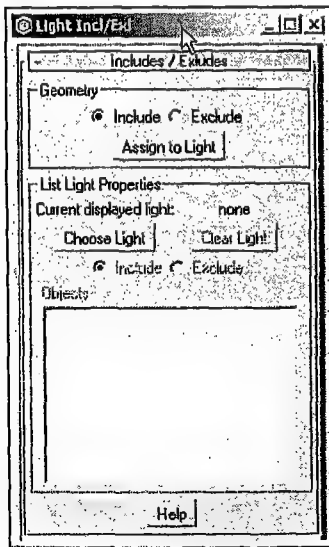 Light Incl/Excl
- Includes / Exludes
Geometry
Include Exclude
Assign to Light
List Light Properties:
Current displayed light: none
Choose Light Clear Light
Include Exclude
Objects
Help